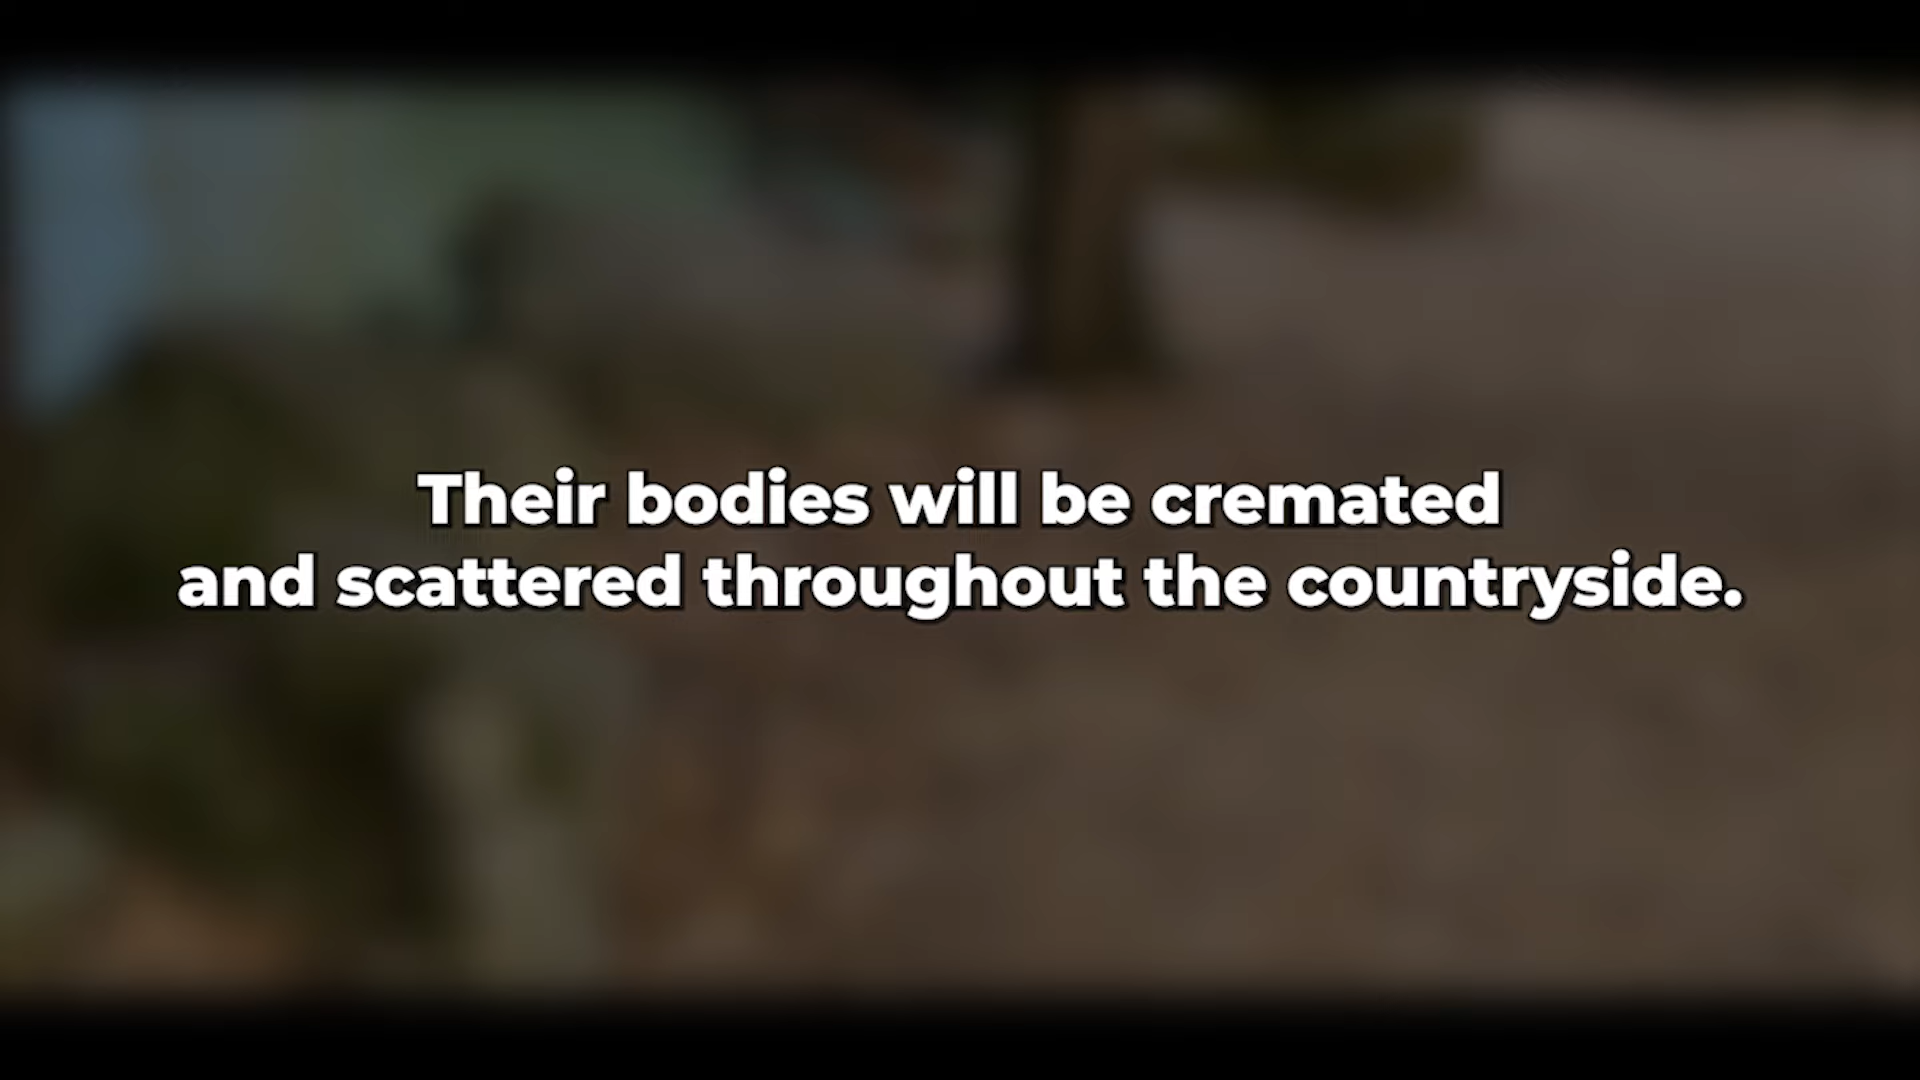 Their bodies will be cremated
and scattered throughout the countryside.